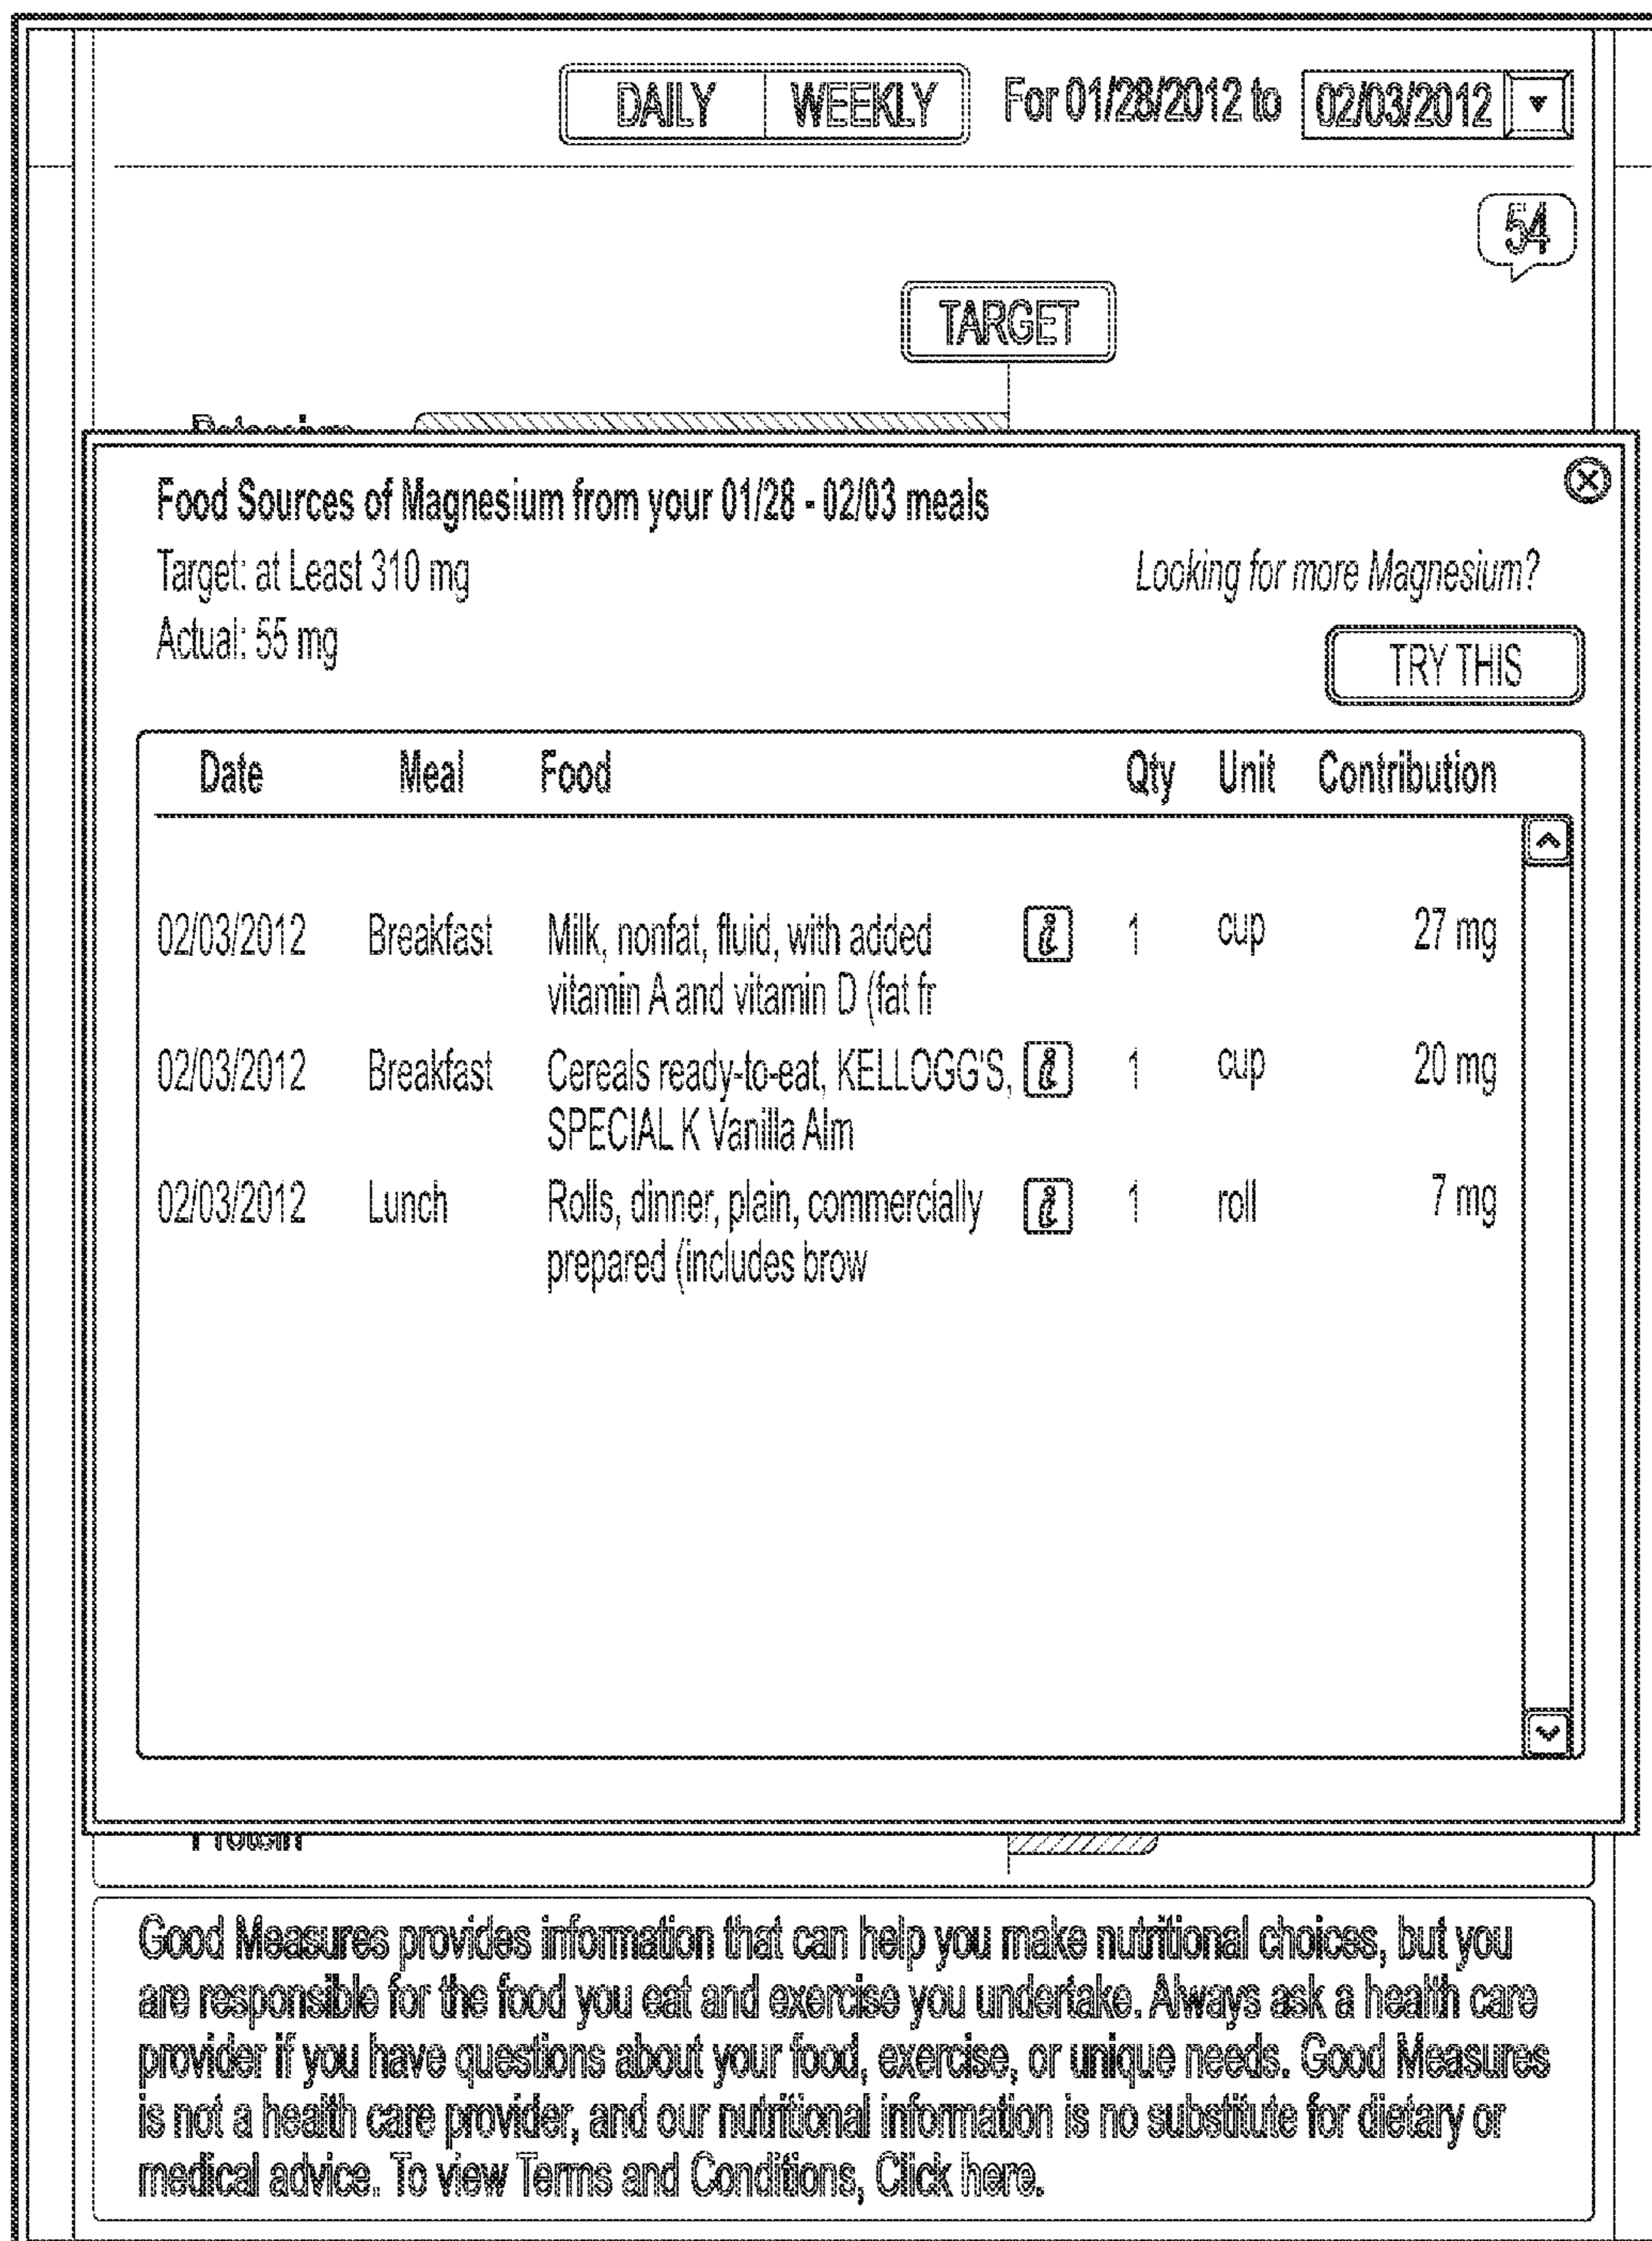 DAILY WEEKLY For 01/28/2012 to 02/03/2012
54
TARGET
Potassium
Food Sources of Magnesium from your 01/28 - 02/03 meals
Target: at Least 310 mg
Looking for more Magnesium?
Actual: 55 mg
TRY THIS
Date Meal Food Qty Unit Contribution
02/03/2012 Breakfast Milk, nonfat, fluid, with added i 1 cup 27 mg
vitamin A and vitamin D (fat fr
02/03/2012 Breakfast Cereals ready-to-eat, KELLOGG'S, i 1 cup 20 mg
SPECIAL K Vanilla Alm
02/03/2012 Lunch Rolls, dinner, plain, commercially i 1 roll 7 mg
prepared (includes brow
Protein
Good Measures provides information that can help you make nutritional choices, but you
are responsible for the food you eat and exercise you undertake. Always ask a health care
provider if you have questions about your food, exercise, or unique needs. Good Measures
is not a health care provider, and our nutritional information is no substitute for dietary or
medical advice. To view Terms and Conditions, Click here.